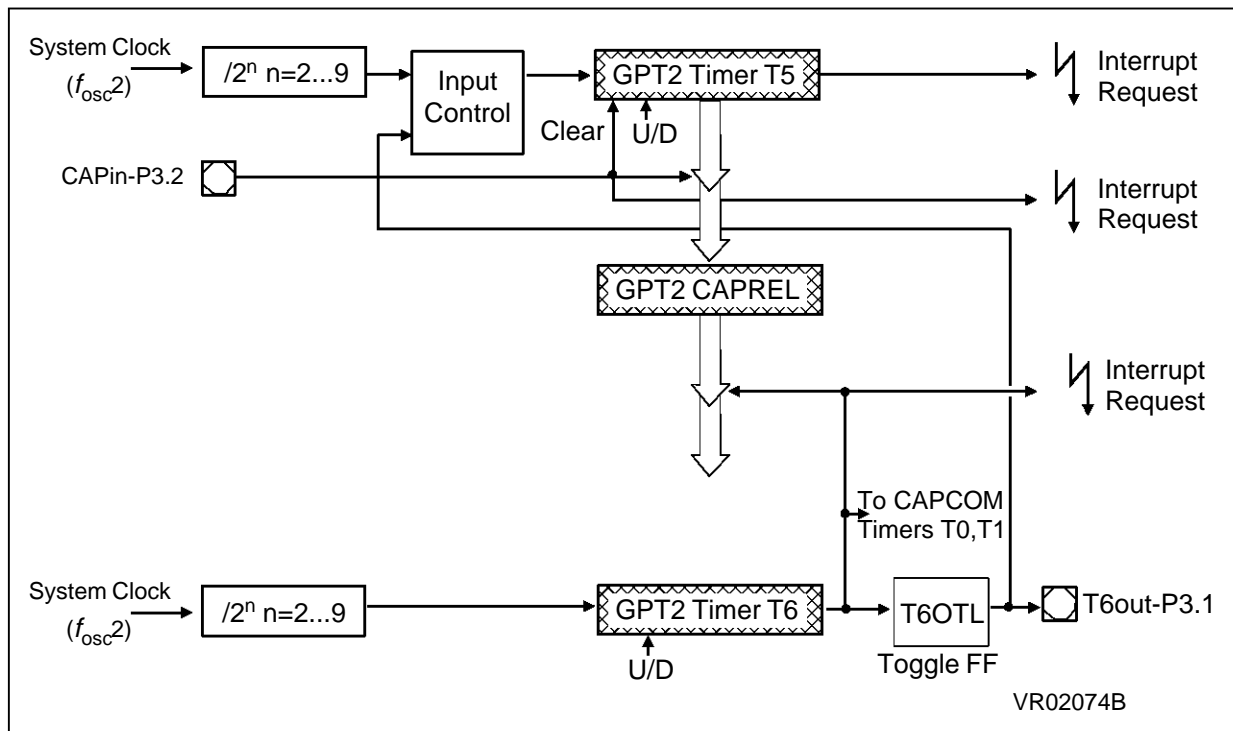 System Clock
(fosc2)
/2ⁿ n=2...9
Input
Control
GPT2 Timer T5
Interrupt
Request
Clear
U/D
CAPin-P3.2
Interrupt
Request
GPT2 CAPREL
Interrupt
Request
To CAPCOM
Timers T0,T1
System Clock
(fosc2)
/2ⁿ n=2...9
GPT2 Timer T6
T6OTL
T6out-P3.1
U/D
Toggle FF
VR02074B